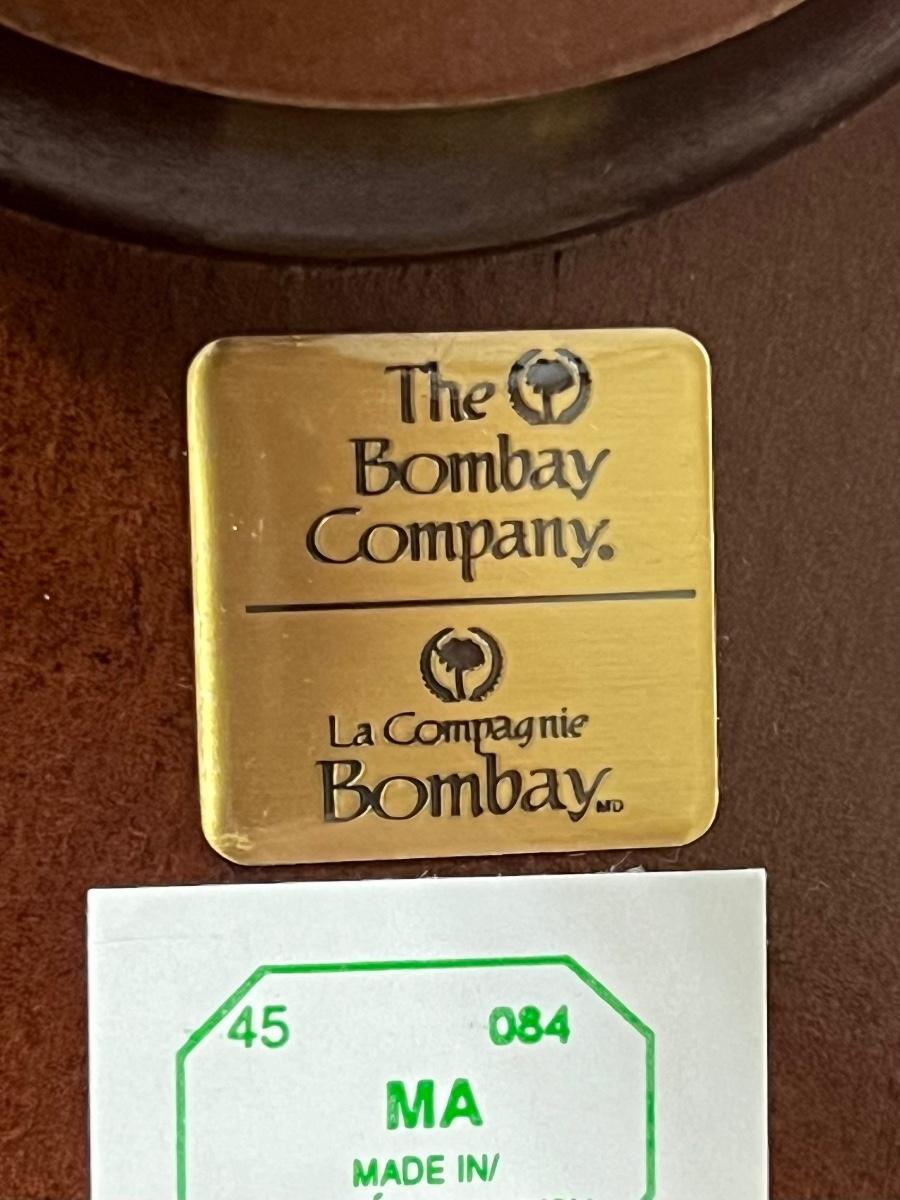 The
Bombay
Company.
La Compagnie
Bombay MD
45 084
MA
MADE IN/